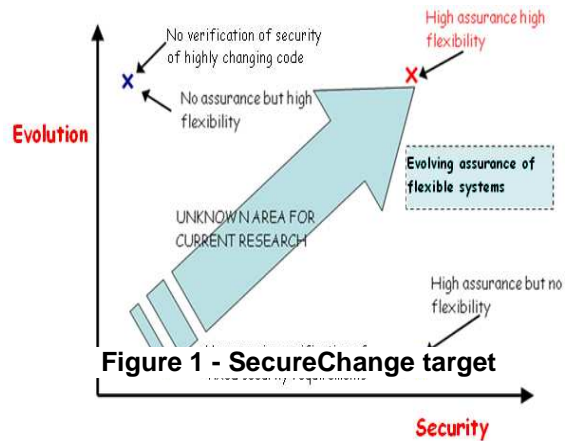 No verification of security
of highly changing code
High assurance high
flexibility
No assurance but high
flexibility
Evolution
Evolving assurance of
flexible systems
UNKNOWN AREA FOR
CURRENT RESEARCH
High assurance but no
flexibility
Figure 1 - SecureChange target
Security